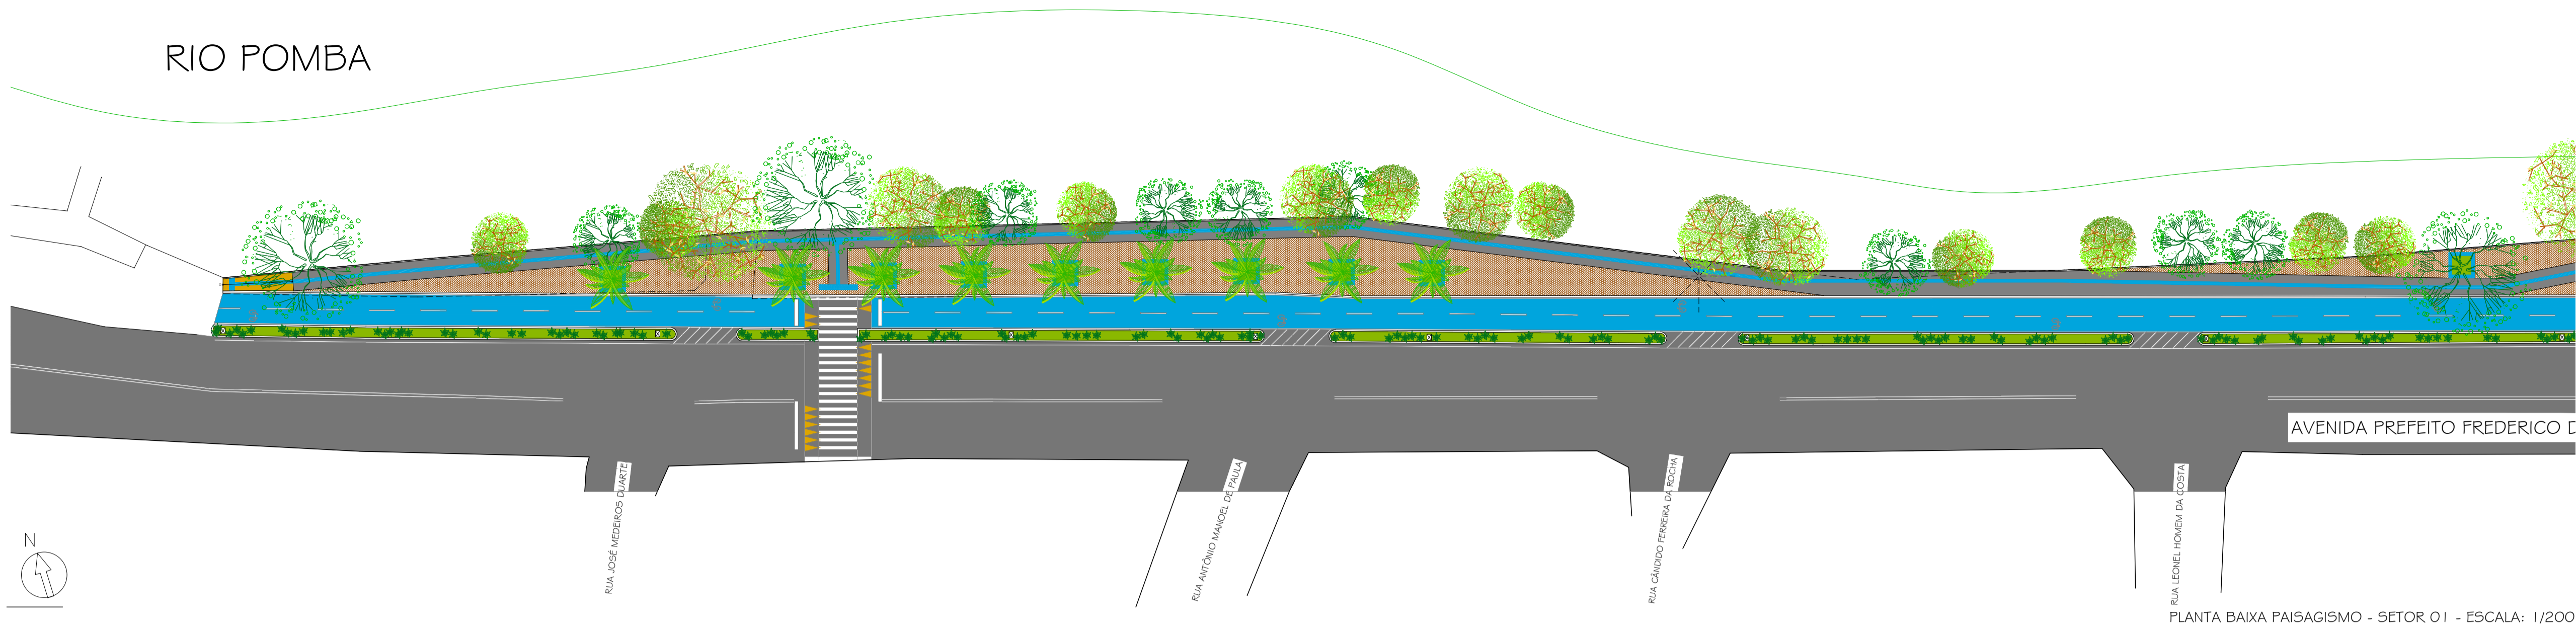 RIO POMBA
AVENIDA PREFEITO FREDERICO D
RUA JOSÉ MEDEIROS DUARTE
RUA ANTÔNIO MANOEL DE PAULA
RUA CÂNDIDO FERREIRA DA ROCHA
RUA LEONEL HOMEM DA COSTA
N
PLANTA BAIXA PAISAGISMO - SETOR 01 - ESCALA: 1/200